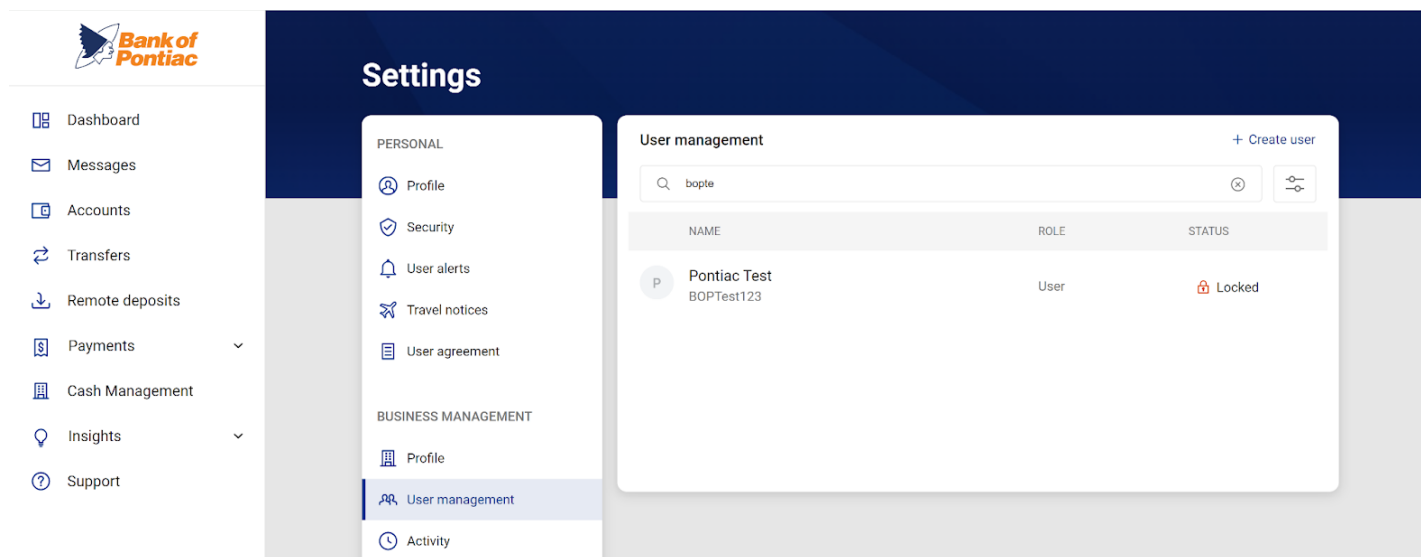 Bank of
Pontiac
Dashboard
Messages
Accounts
Transfers
Remote deposits
Payments
Cash Management
Insights
Support
Settings
PERSONAL
Profile
Security
User alerts
Travel notices
User agreement
BUSINESS MANAGEMENT
Profile
User management
Activity
User management
+ Create user
bopte
NAME ROLE STATUS
P Pontiac Test User Locked
BOPTest123